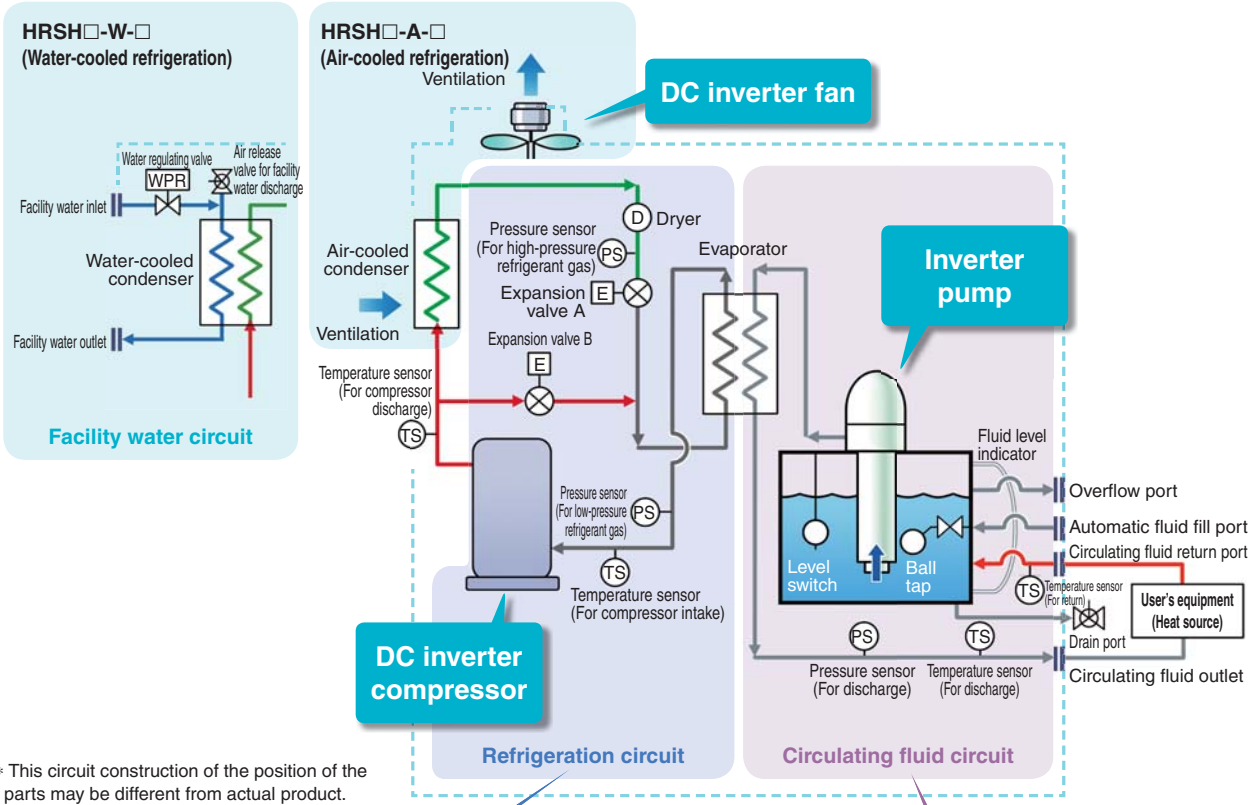 HRSH□-W-□
(Water-cooled refrigeration)
Water regulating valve
WPR
Air release
valve for facility
water discharge
Facility water inlet
Water-cooled
condenser
Facility water outlet
Facility water circuit
HRSH□-A-□
(Air-cooled refrigeration)
Ventilation
DC inverter fan
Air-cooled
condenser
Ventilation
D
Dryer
Pressure sensor
(For high-pressure
refrigerant gas)
PS
Expansion
valve A
E
Expansion valve B
E
Temperature sensor
(For compressor
discharge)
TS
Evaporator
Inverter
pump
Pressure sensor
(For low-pressure
refrigerant gas)
PS
TS
Temperature sensor
(For compressor intake)
DC inverter
compressor
Refrigeration circuit
Fluid level
indicator
Level
switch
Ball
tap
Overflow port
Automatic fluid fill port
Circulating fluid return port
TS
Temperature sensor
(For return)
User's equipment
(Heat source)
Drain port
Circulating fluid outlet
PS
Pressure sensor
(For discharge)
TS
Temperature sensor
(For discharge)
Circulating fluid circuit
* This circuit construction of the position of the
parts may be different from actual product.